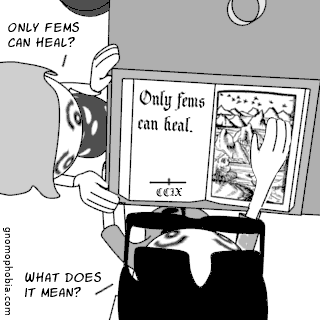 ONLY FEMS
CAN HEAL?
Only fems
can heal.
CCIX
WHAT DOES
IT MEAN?
gnomophobia.com